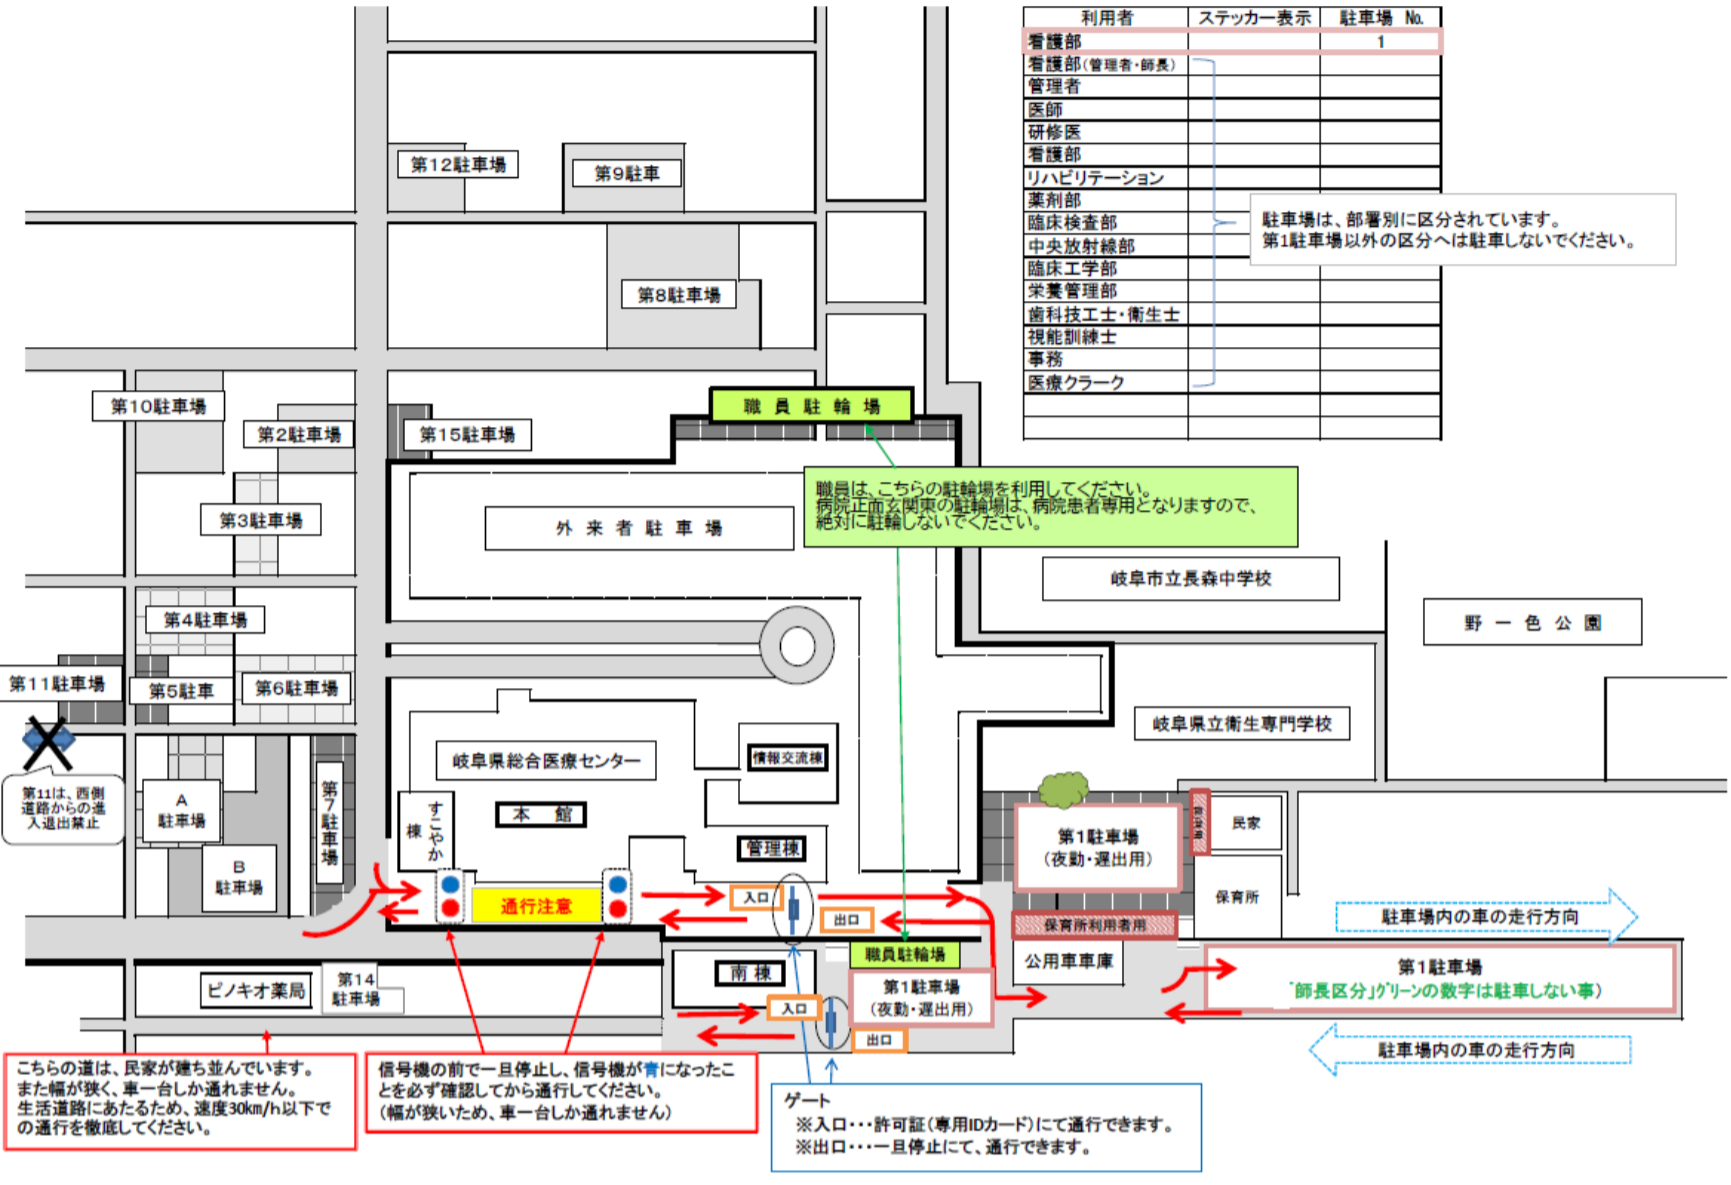 利用者 ステッカー表示 駐車場 No.
看護部 1
看護部(管理者・師長)
管理者
医師
研修医
看護部
リハビリテーション
薬剤部
臨床検査部
中央放射線部
臨床工学部
栄養管理部
歯科技工士・衛生士
視能訓練士
事務
医療クラーク
駐車場は、部署別に区分されています。
第1駐車場以外の区分へは駐車しないでください。
第12駐車場
第9駐車
第8駐車場
第10駐車場
第2駐車場
第15駐車場
職員駐輪場
第3駐車場
外来者駐車場
職員は、こちらの駐輪場を利用してください。
病院正面玄関東の駐輪場は、病院患者専用となりますので、
絶対に駐輪しないでください。
岐阜市立長森中学校
野一色公園
第4駐車場
第11駐車場
第5駐車
第6駐車場
岐阜県立衛生専門学校
岐阜県総合医療センター
情報交流棟
第11は、西側
道路からの進
入退出禁止
A
駐車場
第7駐車場
すこやか
棟
本館
管理棟
第1駐車場
(夜勤・遅出用)
民家
B
駐車場
通行注意
入口
出口
保育所
保育所利用者用
駐車場内の車の走行方向
職員駐輪場
公用車車庫
ピノキオ薬局
第14
駐車場
南棟
入口
出口
第1駐車場
(夜勤・遅出用)
第1駐車場
「師長区分」グリーンの数字は駐車しない事)
駐車場内の車の走行方向
こちらの道は、民家が建ち並んでいます。
また幅が狭く、車一台しか通れません。
生活道路にあたるため、速度30km/h以下で
の通行を徹底してください。
信号機の前で一旦停止し、信号機が青になったこ
とを必ず確認してから通行してください。
(幅が狭いため、車一台しか通れません)
ゲート
※入口・・・許可証(専用IDカード)にて通行できます。
※出口・・・一旦停止にて、通行できます。